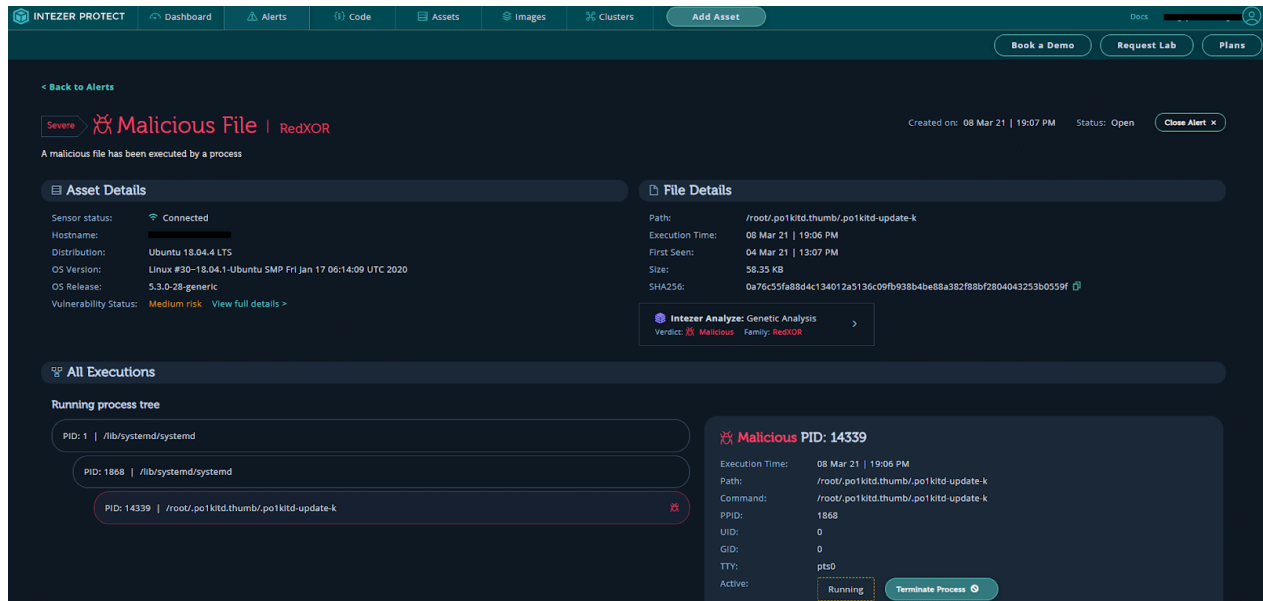 INTEZER PROTECT Dashboard Alerts Code Assets Images Clusters Add Asset Docs
Book a Demo Request Lab Plans
< Back to Alerts
Severe Malicious File | RedXOR Created on: 08 Mar 21 | 19:07 PM Status: Open Close Alert ×
A malicious file has been executed by a process
Asset Details
Sensor status: Connected
Hostname:
Distribution: Ubuntu 18.04.4 LTS
OS Version: Linux #30~18.04.1-Ubuntu SMP Fri Jan 17 06:14:09 UTC 2020
OS Release: 5.3.0-28-generic
Vulnerability Status: Medium risk View full details >
File Details
Path: /root/.po1kitd.thumb/.po1kitd-update-k
Execution Time: 08 Mar 21 | 19:06 PM
First Seen: 04 Mar 21 | 13:07 PM
Size: 58.35 KB
SHA256: 0a76c55fa88d4c134012a5136c09fb938b4be88a382f88bf2804043253b0559f
Intezer Analyze: Genetic Analysis
Verdict: Malicious Family: RedXOR
All Executions
Running process tree
PID: 1 | /lib/systemd/systemd
PID: 1868 | /lib/systemd/systemd
PID: 14339 | /root/.po1kitd.thumb/.po1kitd-update-k
Malicious PID: 14339
Execution Time: 08 Mar 21 | 19:06 PM
Path: /root/.po1kitd.thumb/.po1kitd-update-k
Command: /root/.po1kitd.thumb/.po1kitd-update-k
PPID: 1868
UID: 0
GID: 0
TTY: pts0
Active: Running Terminate Process